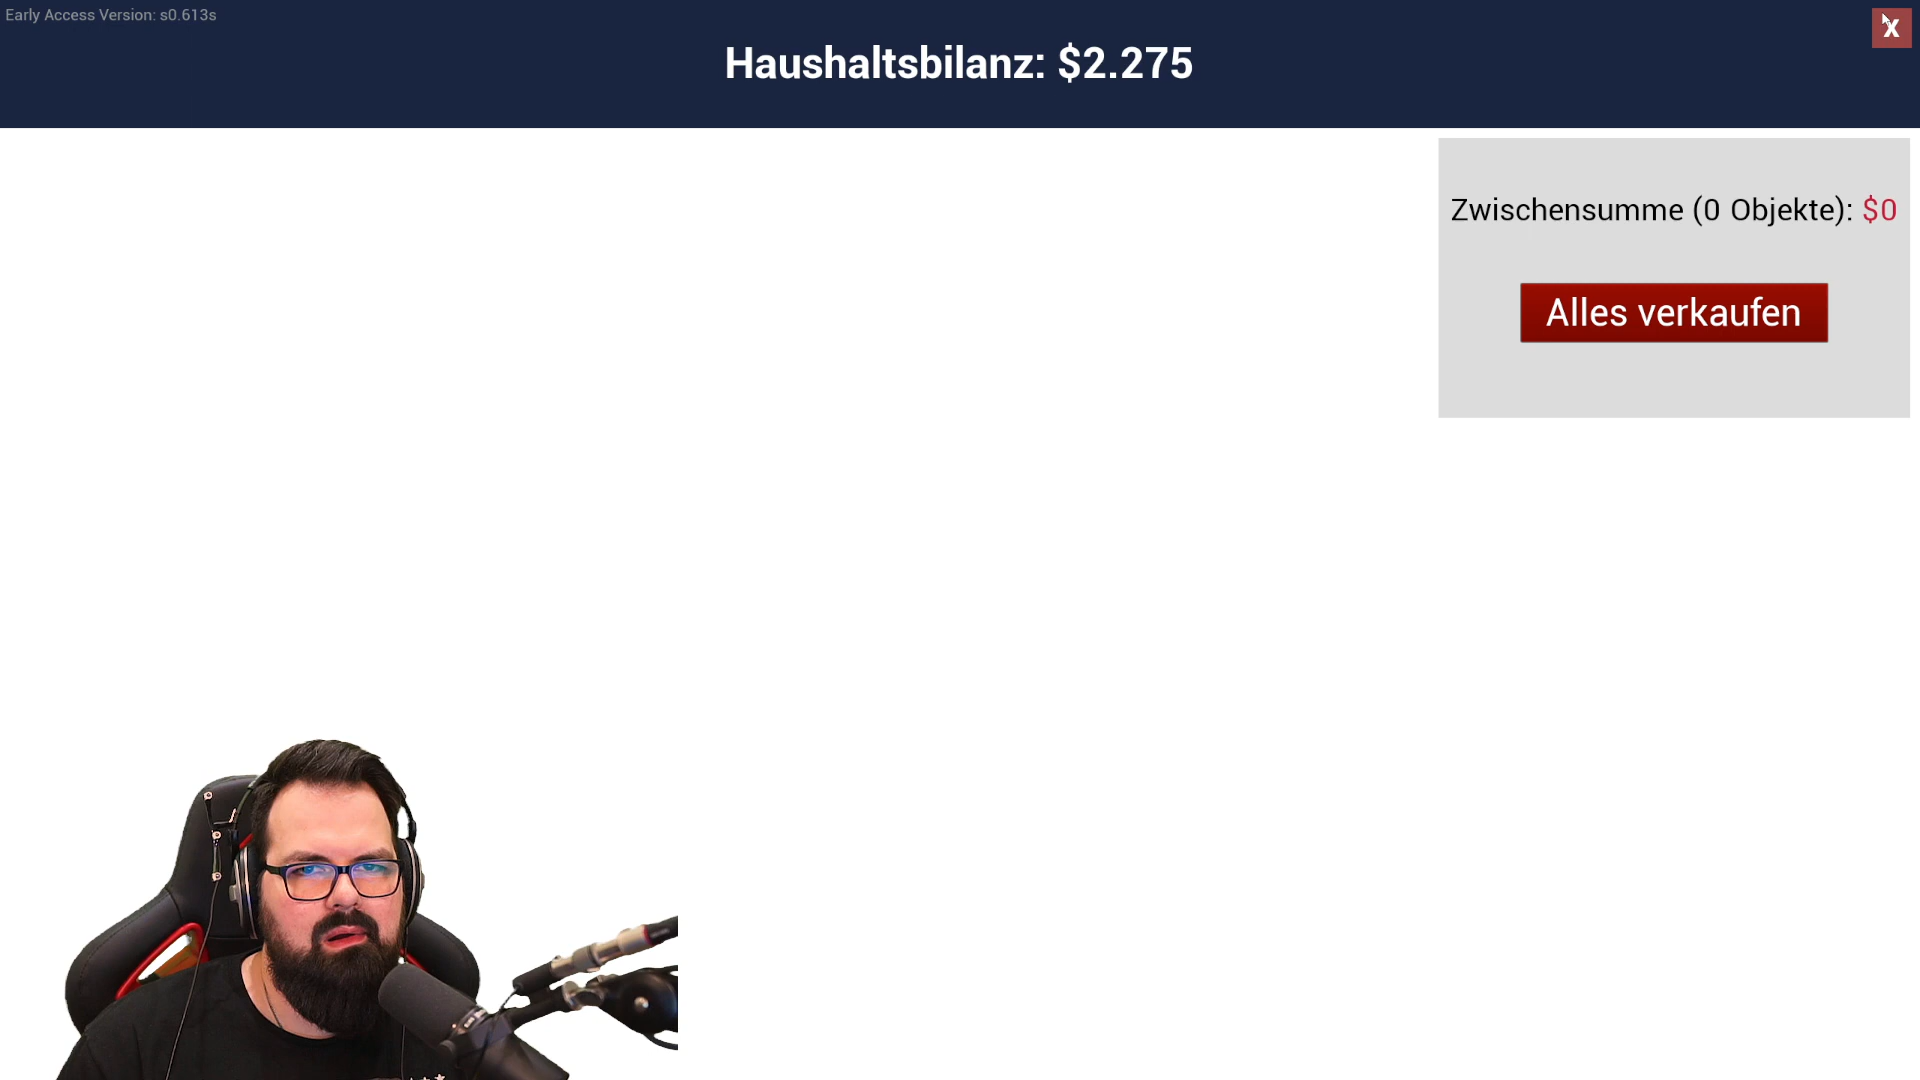 Early Access Version: s0.613s
X
Haushaltsbilanz: $2.275
Zwischensumme (0 Objekte): $0
Alles verkaufen